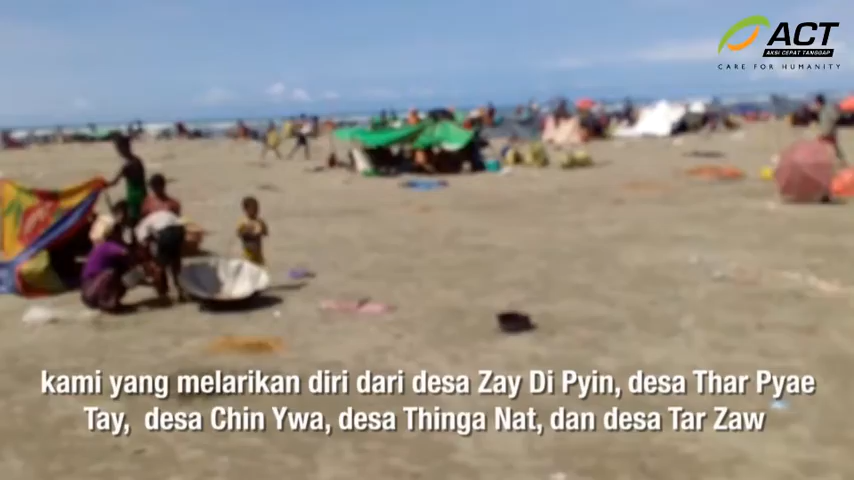 ACT
AKSI CEPAT TANGGAP
CARE FOR HUMANITY
kami yang melarikan diri dari desa Zay Di Pyin, desa Thar Pyae
Tay, desa Chin Ywa, desa Thinga Nat, dan desa Tar Zaw